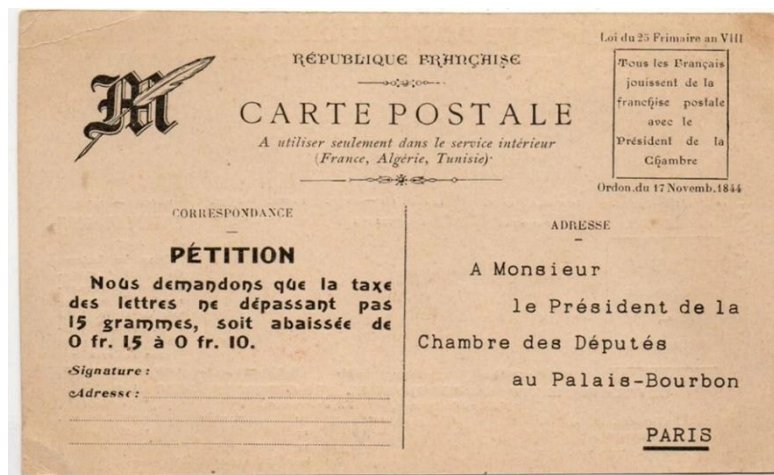 Loi du 25 Frimaire an VIII
Tous les Français
jouissent de la
franchise postale
avec le
Président de la
Chambre
Ordon. du 17 Novemb. 1844
M
RÉPUBLIQUE FRANÇAISE
CARTE POSTALE
A utiliser seulement dans le service intérieur
(France, Algérie, Tunisie)
CORRESPONDANCE
PÉTITION
Nous demandons que la taxe
des lettres ne dépassant pas
15 grammes, soit abaissée de
0 fr. 15 à 0 fr. 10.
Signature :
Adresse :
ADRESSE
A Monsieur
le Président de la
Chambre des Députés
au Palais-Bourbon
PARIS